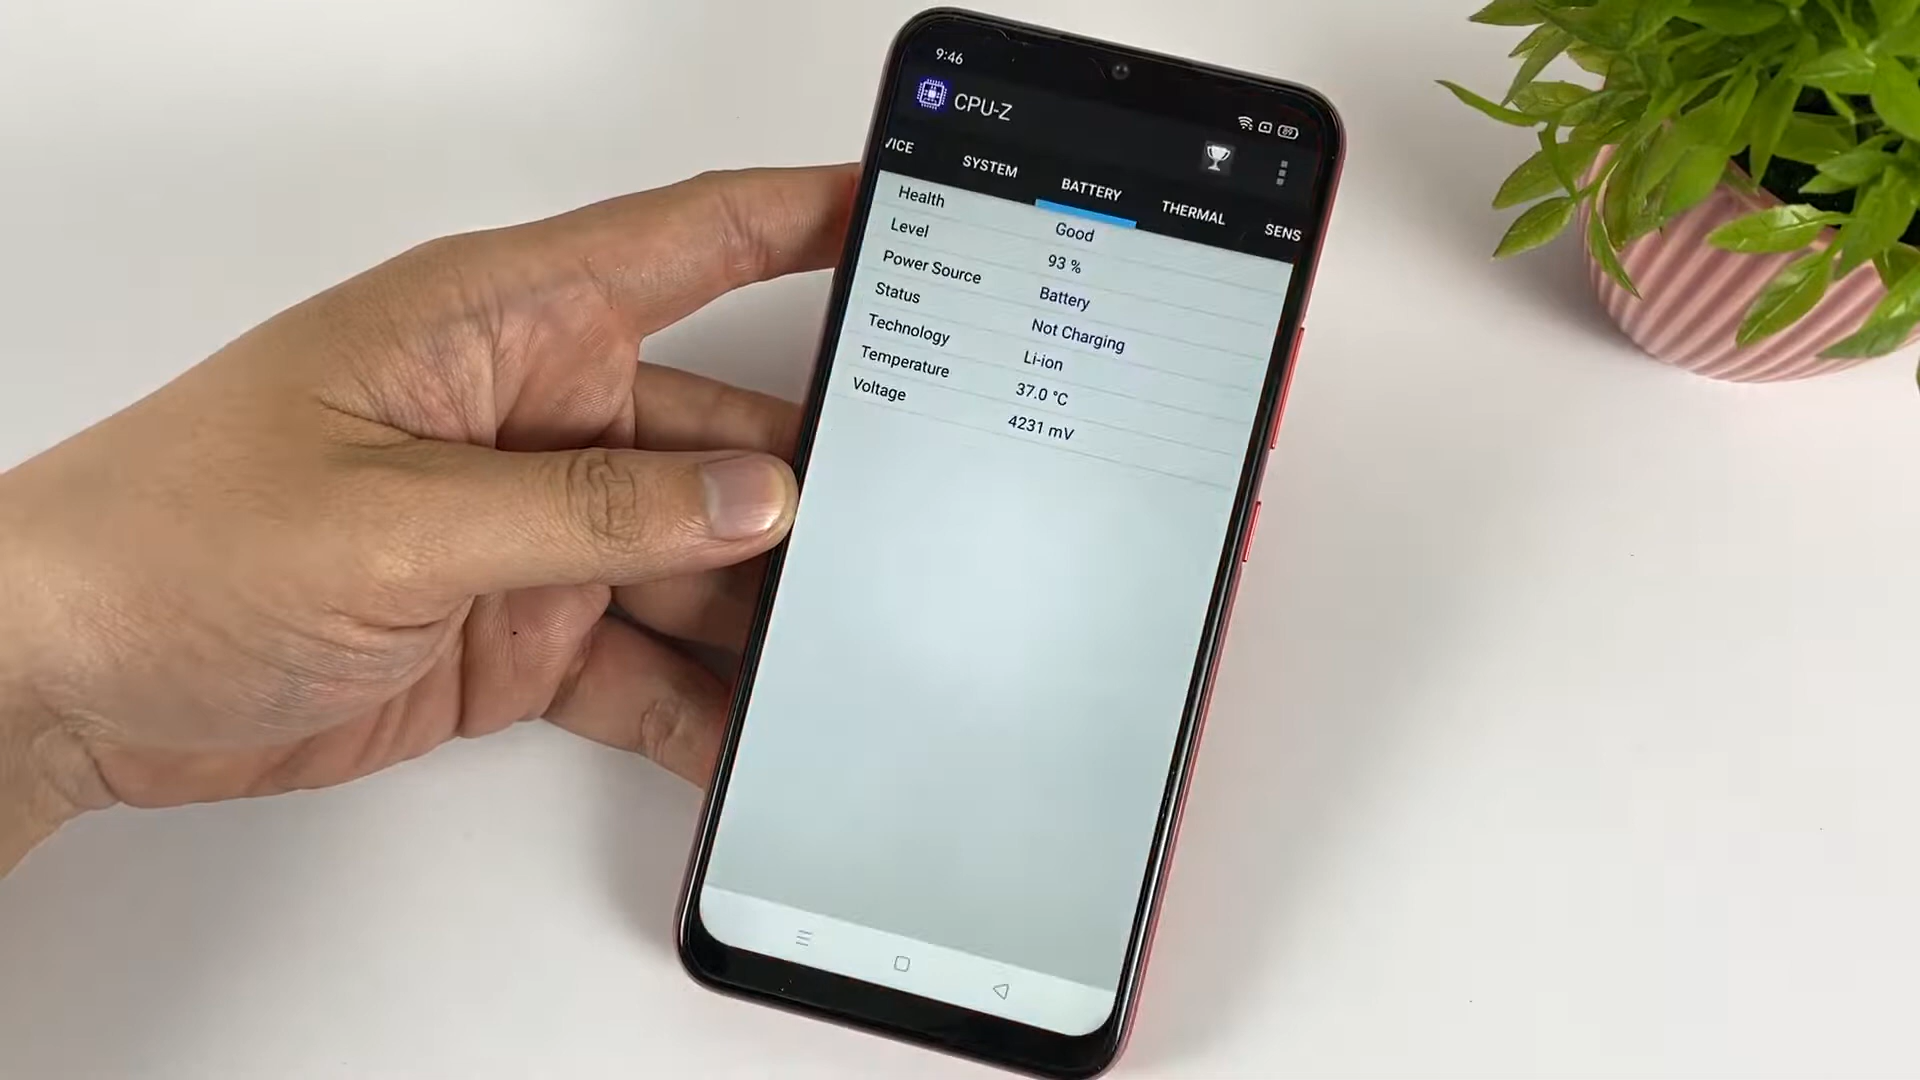 9:46
CPU-Z
VICE SYSTEM BATTERY THERMAL SENS
Health Good
Level 93 %
Power Source Battery
Status Not Charging
Technology Li-ion
Temperature 37.0 °C
Voltage 4231 mV